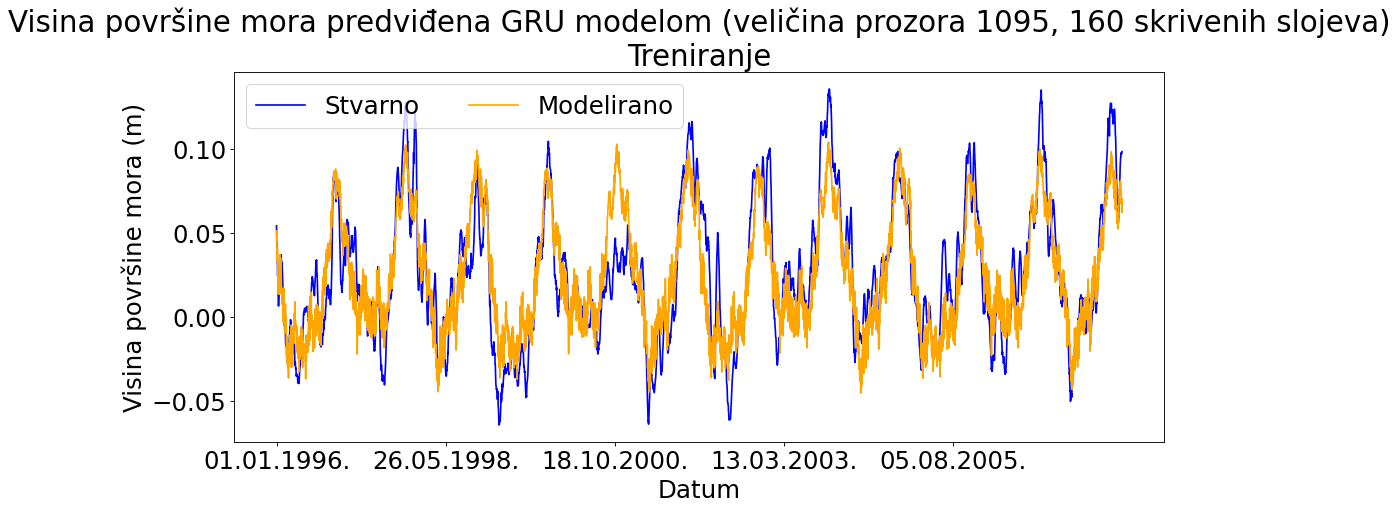 Visina površine mora predviđena GRU modelom (veličina prozora 1095, 160 skrivenih slojeva)
Treniranje
Stvarno
Modelirano
Visina površine mora (m)
0.10
0.05
0.00
−0.05
01.01.1996.
26.05.1998.
18.10.2000.
13.03.2003.
05.08.2005.
Datum